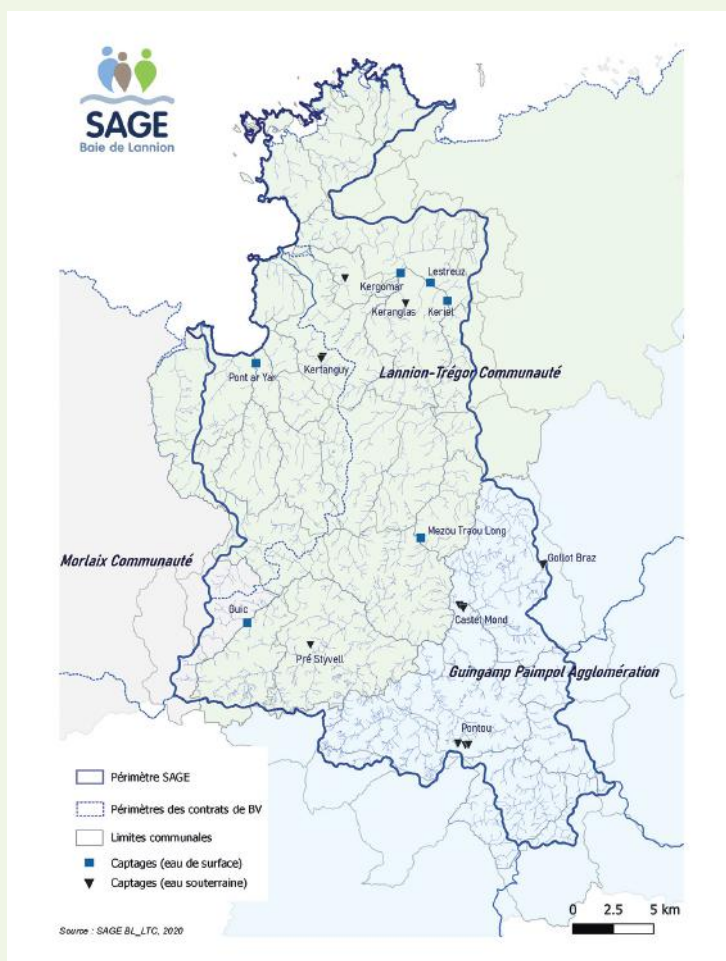 SAGE
Baie de Lannion
Lestreuz
Kergomar
Keranglas
Keriel
Pont ar Yar
Kertanguy
Lannion-Trégor Communauté
Mezou Traou Long
Morlaix Communauté
Gollot Braz
Guic
Castel Mond
Pré Styvell
Guingamp Paimpol Agglomération
Pontou
Périmètre SAGE
Périmètres des contrats de BV
Limites communales
Captages (eau de surface)
Captages (eau souterraine)
0 2.5 5 km
Source : SAGE BL_LTC, 2020